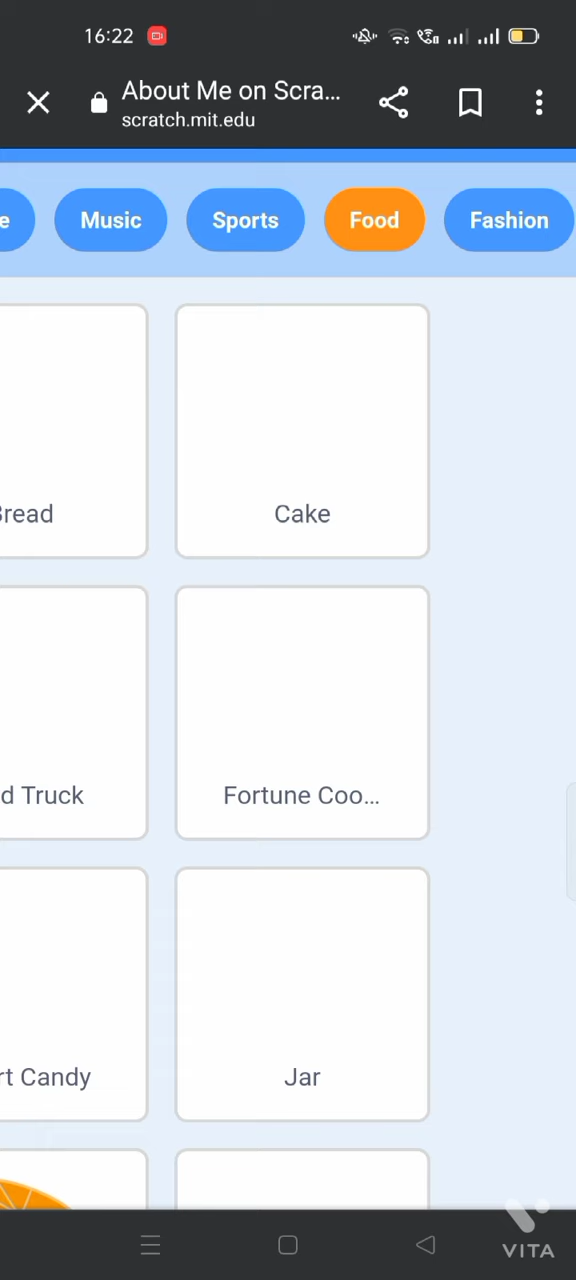 16:22
About Me on Scra...
scratch.mit.edu
e
Music
Sports
Food
Fashion
Bread
Cake
d Truck
Fortune Coo...
rt Candy
Jar
VITA